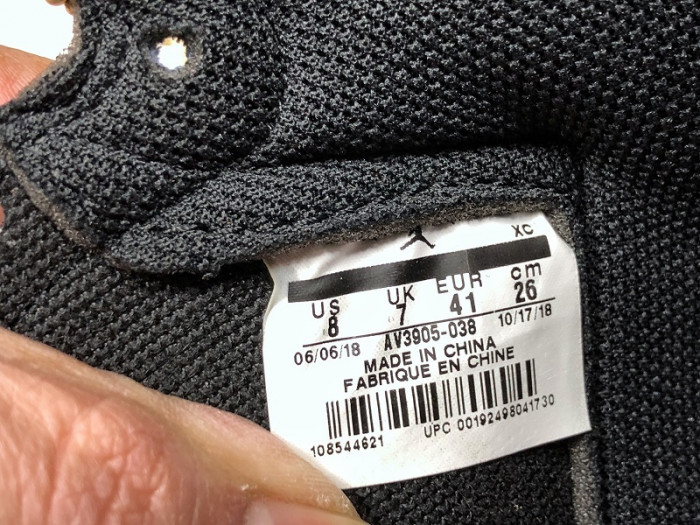 XC
US UK EUR cm
8 7 41 26
06/06/18 AV3905-038 10/17/18
MADE IN CHINA
FABRIQUE EN CHINE
108544621 UPC 00192498041730